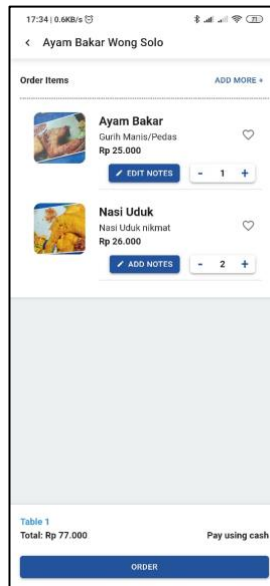 17:34 | 0.6KB/s
Ayam Bakar Wong Solo
Order Items
ADD MORE +
Ayam Bakar
Gurih Manis/Pedas
Rp 25.000
EDIT NOTES
- 1 +
Nasi Uduk
Nasi Uduk nikmat
Rp 26.000
ADD NOTES
- 2 +
Table 1
Total: Rp 77.000
Pay using cash
ORDER